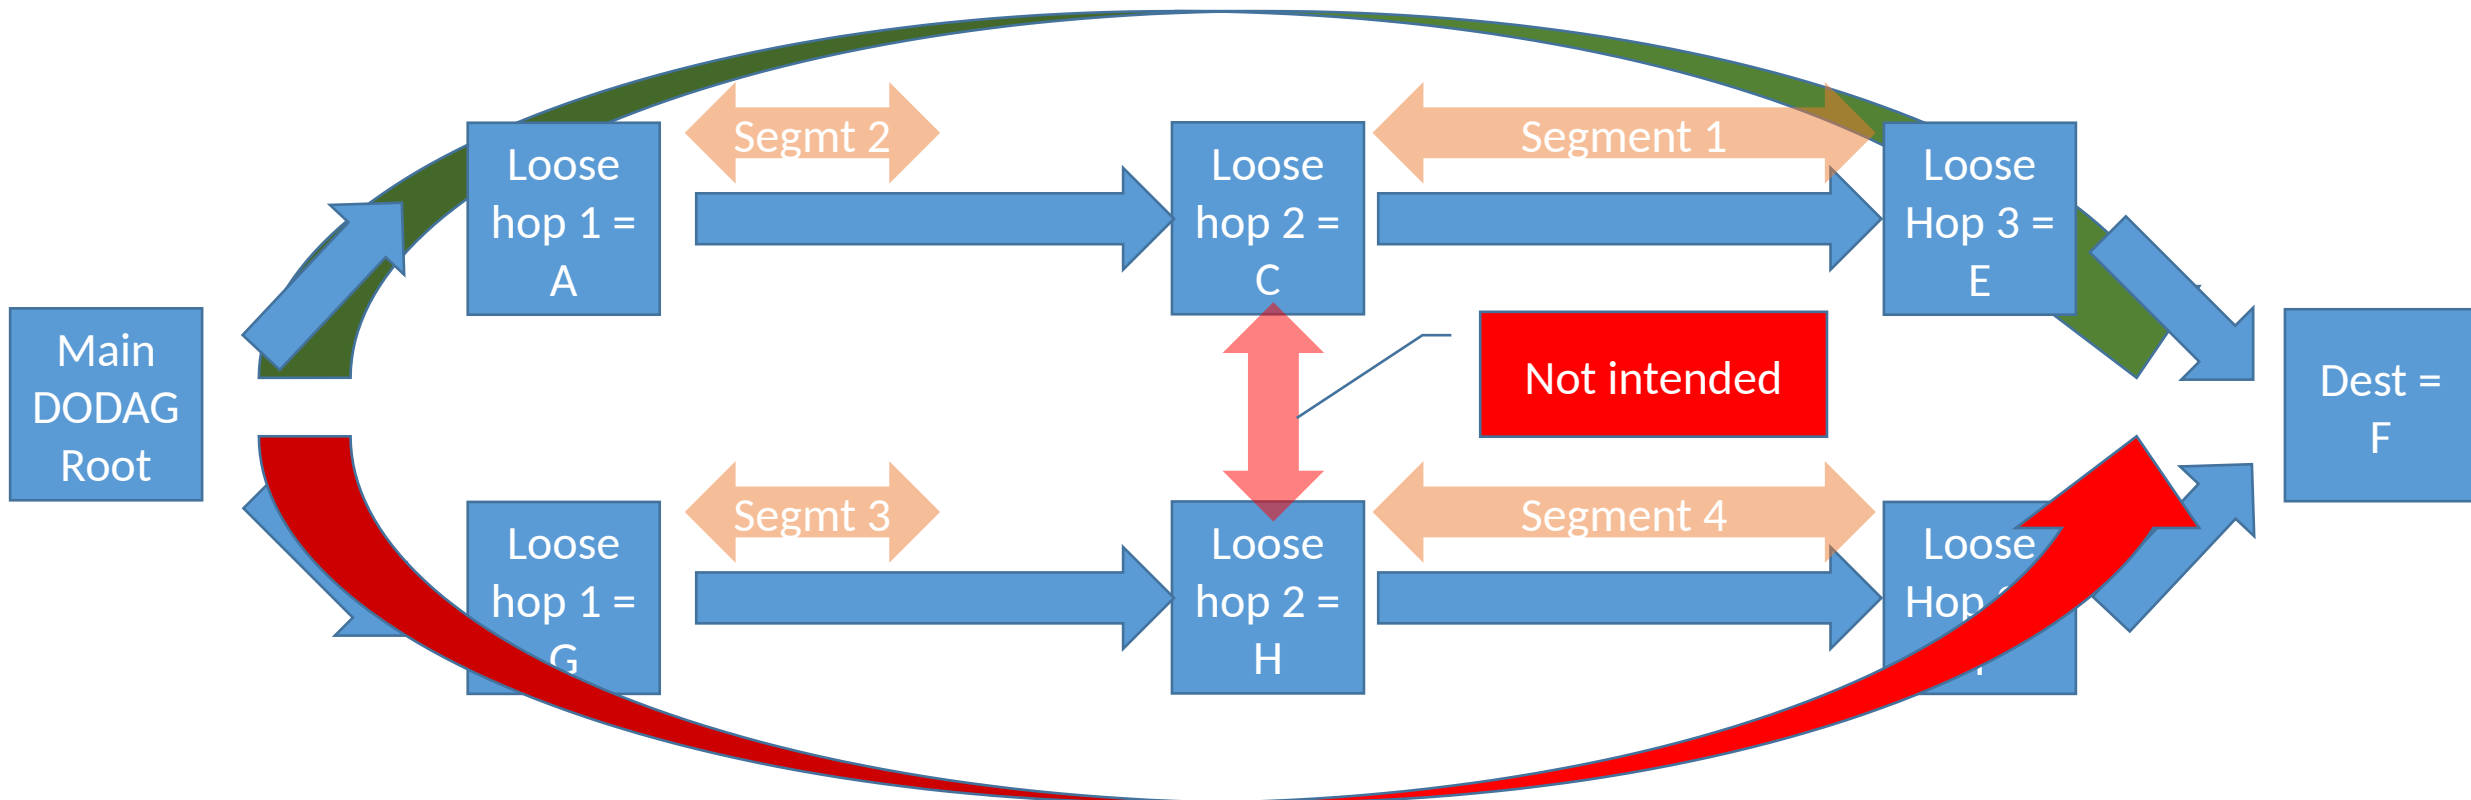 Main
DODAG
Root
Loose
hop 1 =
A
Segmt 2
Loose
hop 2 =
C
Segment 1
Loose
Hop 3 =
E
Not intended
Dest =
F
Loose
hop 1 =
G
Segmt 3
Loose
hop 2 =
H
Segment 4
Loose
Hop